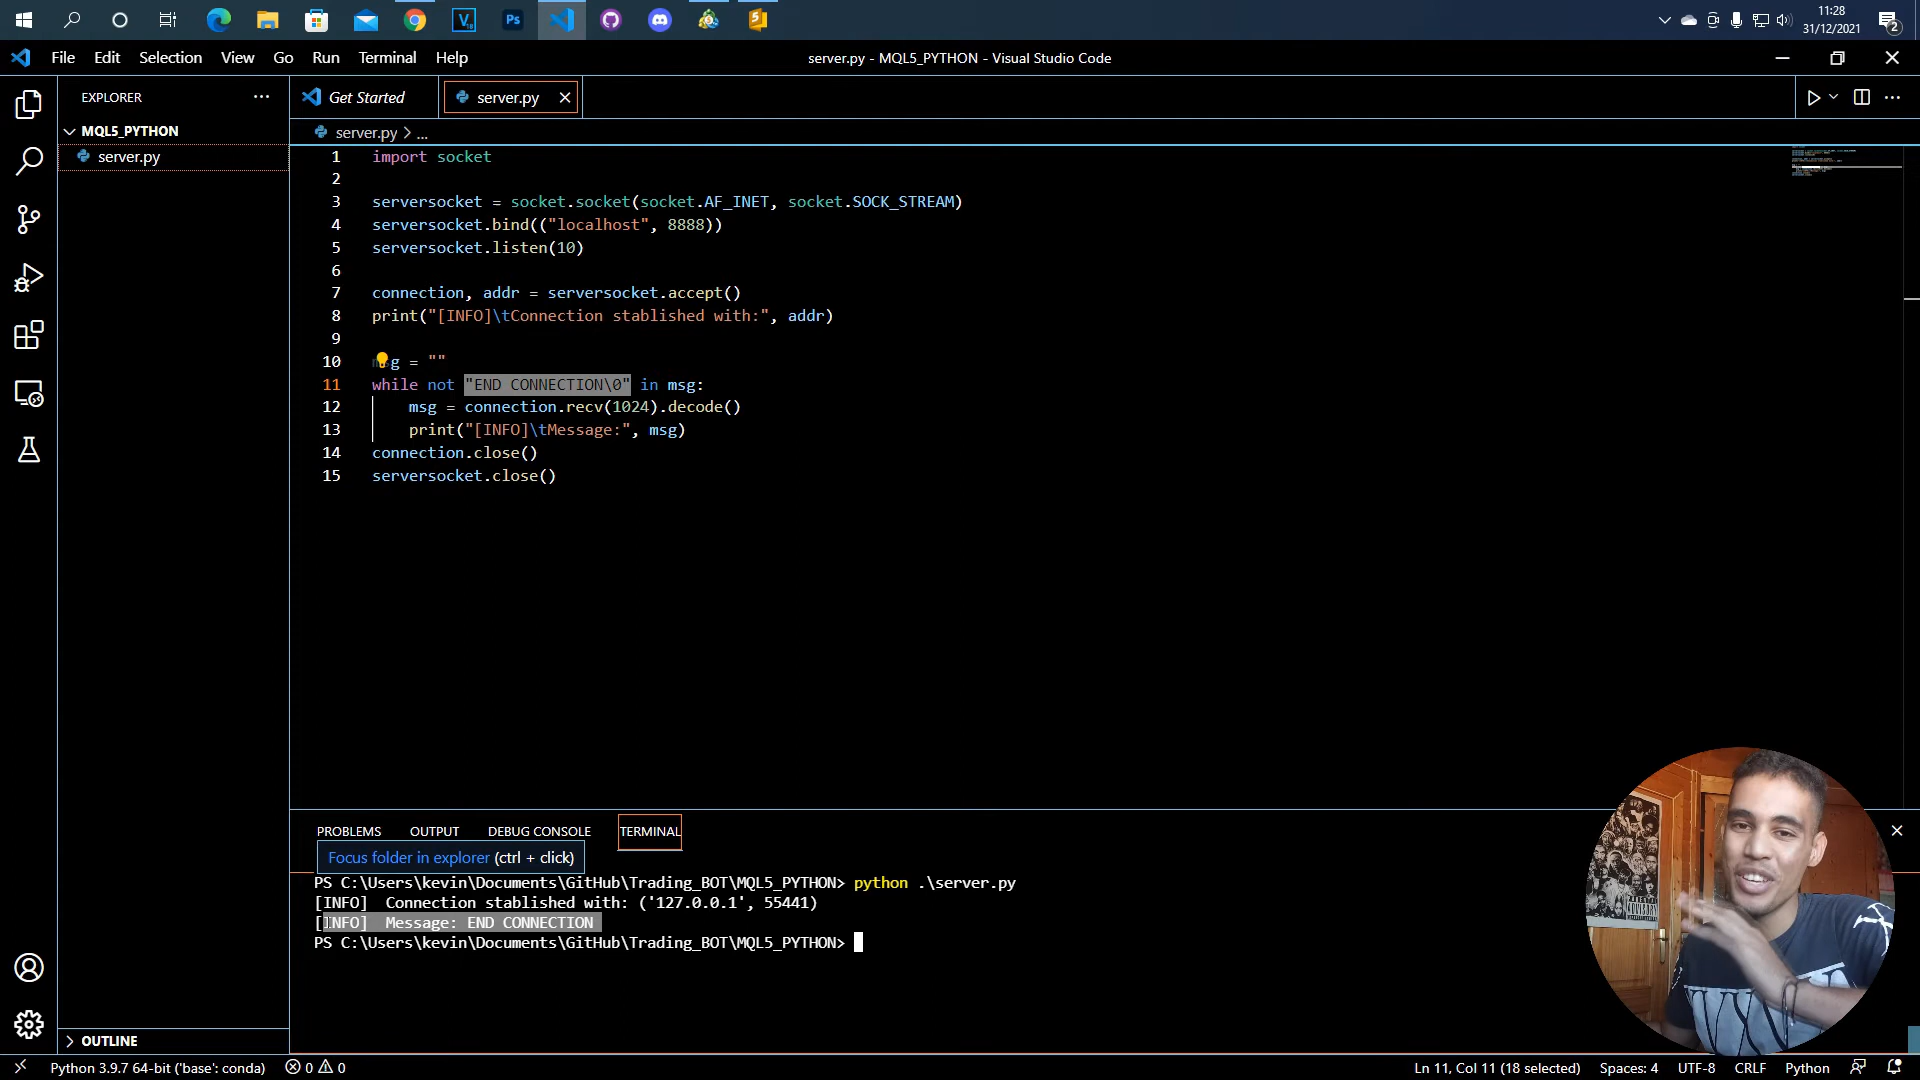 11:28
31/12/2021
2
File Edit Selection View Go Run Terminal Help
server.py - MQL5_PYTHON - Visual Studio Code
EXPLORER
Get Started
server.py
MQL5_PYTHON
server.py > ...
server.py
1 import socket
2
3 serversocket = socket.socket(socket.AF_INET, socket.SOCK_STREAM)
4 serversocket.bind(("localhost", 8888))
5 serversocket.listen(10)
6
7 connection, addr = serversocket.accept()
8 print("[INFO]\tConnection stablished with:", addr)
9
10 msg = ""
11 while not "END CONNECTION\0" in msg:
12 msg = connection.recv(1024).decode()
13 print("[INFO]\tMessage:", msg)
14 connection.close()
15 serversocket.close()
PROBLEMS OUTPUT DEBUG CONSOLE TERMINAL
Focus folder in explorer (ctrl + click)
PS C:\Users\kevin\Documents\GitHub\Trading_BOT\MQL5_PYTHON> python .\server.py
[INFO] Connection stablished with: ('127.0.0.1', 55441)
[INFO] Message: END CONNECTION
PS C:\Users\kevin\Documents\GitHub\Trading_BOT\MQL5_PYTHON>
OUTLINE
Python 3.9.7 64-bit ('base': conda) 0 0
Ln 11, Col 11 (18 selected) Spaces: 4 UTF-8 CRLF Python